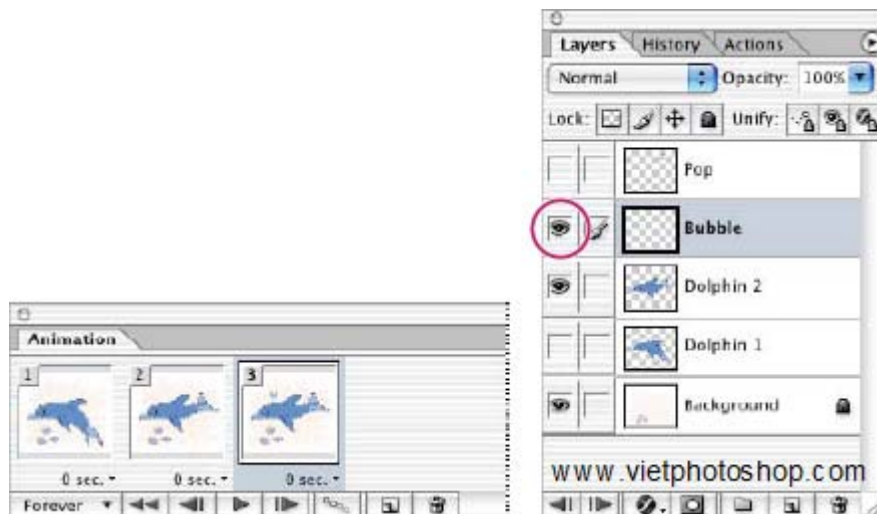 Layers History Actions
Normal Opacity: 100%
Lock: Unify:
Pop
Bubble
Dolphin 2
Dolphin 1
Background
www.vietphotoshop.com
Animation
1 2 3
0 sec. 0 sec. 0 sec.
Forever